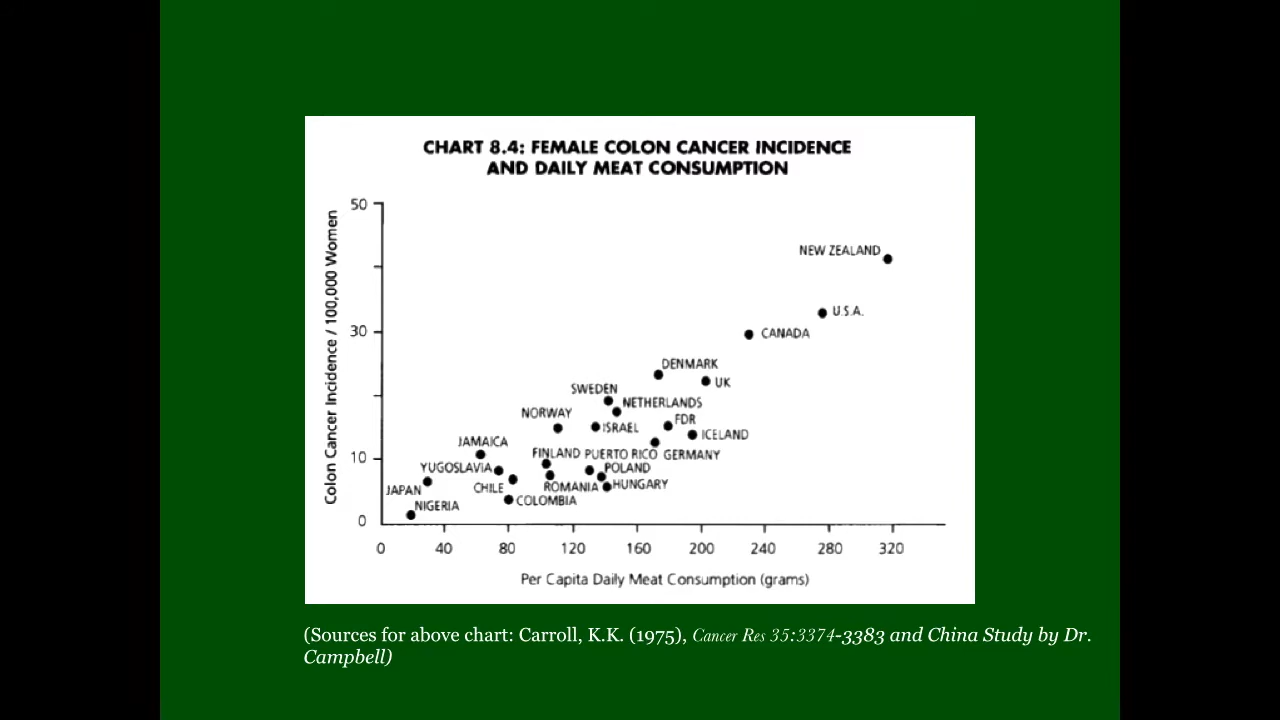 CHART 8.4: FEMALE COLON CANCER INCIDENCE
AND DAILY MEAT CONSUMPTION
Colon Cancer Incidence / 100,000 Women
50
30
10
0
NEW ZEALAND
U.S.A.
CANADA
DENMARK
UK
SWEDEN
NETHERLANDS
NORWAY
FDR
ISRAEL
ICELAND
JAMAICA
FINLAND PUERTO RICO GERMANY
YUGOSLAVIA
POLAND
CHILE
ROMANIA
HUNGARY
JAPAN
COLOMBIA
NIGERIA
0 40 80 120 160 200 240 280 320
Per Capita Daily Meat Consumption (grams)
(Sources for above chart: Carroll, K.K. (1975), Cancer Res 35:3374-3383 and China Study by Dr.
Campbell)